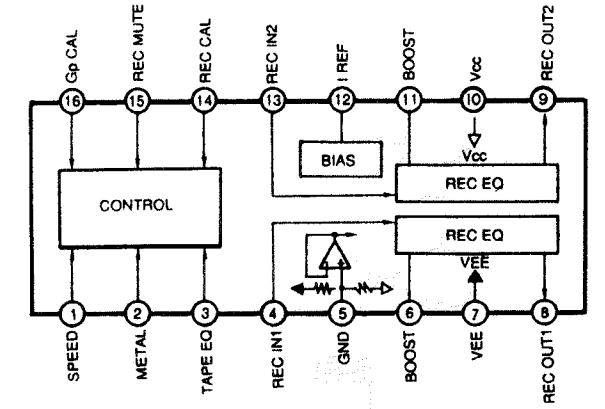 Gp CAL
REC MUTE
REC CAL
REC IN2
I REF
BOOST
Vcc
REC OUT2
16
15
14
13
12
11
10
9
BIAS
Vcc
REC EQ
CONTROL
REC EQ
VEE
1
2
3
4
5
6
7
8
SPEED
METAL
TAPE EQ
REC IN1
GND
BOOST
VEE
REC OUT1